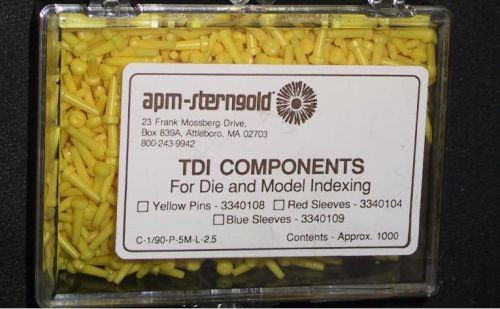 apm-sterngold®
23 Frank Mossberg Drive,
Box 839A, Attleboro, MA 02703
800-243-9942
TDI COMPONENTS
For Die and Model Indexing
☐ Yellow Pins - 3340108 ☐ Red Sleeves - 3340104
☐ Blue Sleeves - 3340109
C-1/90-P-5M-L-2.5 Contents - Approx. 1000